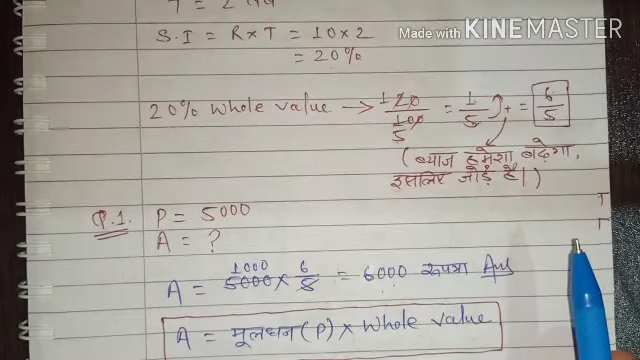 T = 2 वर्ष
Made with KINEMASTER
S.I = R×T = 10×2
= 20%
20% whole value → 20/100 = 1/5 + = 6/5
(ब्याज हमेशा बढ़ेगा,
इसलिए जोड़े हैं।)
Q.1. P = 5000
A = ?
A = 5000 × 6/5 = 6000 रुपया Ans
A = मूलधन (P) × whole value